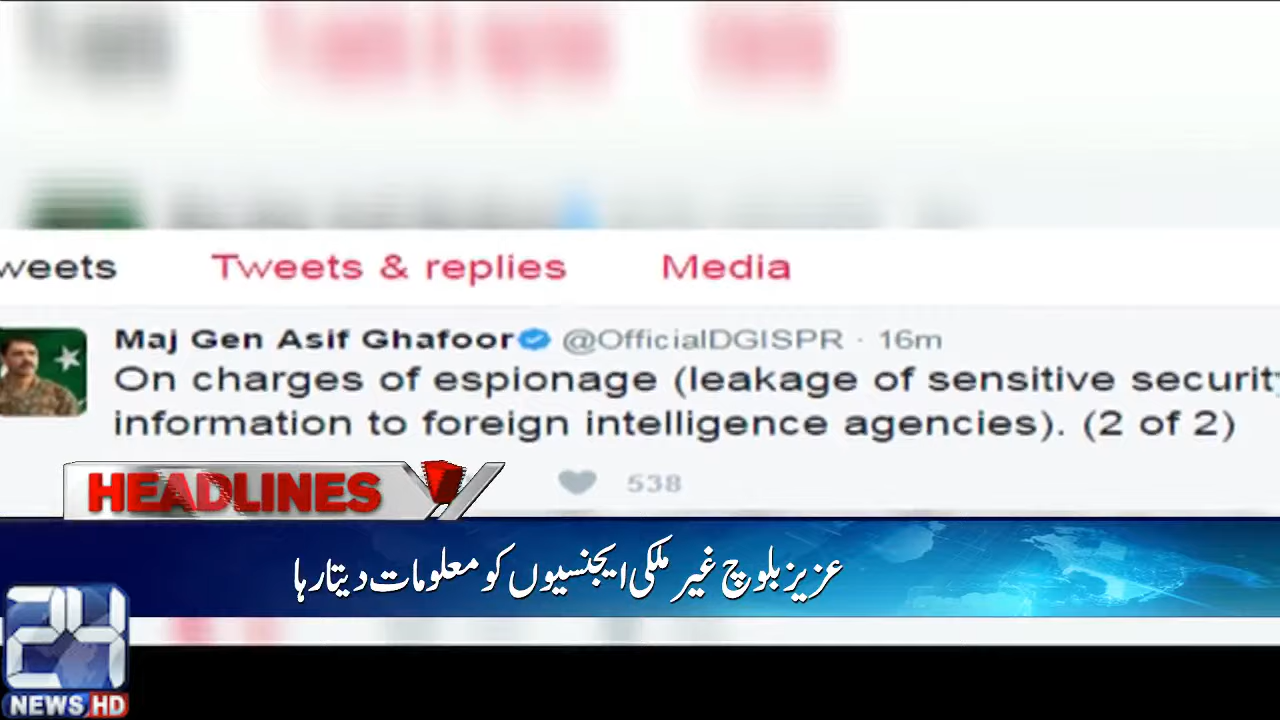 weets Tweets & replies Media
Maj Gen Asif Ghafoor @OfficialDGISPR · 16m
On charges of espionage (leakage of sensitive security
information to foreign intelligence agencies). (2 of 2)
538
HEADLINES
عزیز بلوچ غیر ملکی ایجنسیوں کو معلومات دیتا رہا
24
NEWS HD